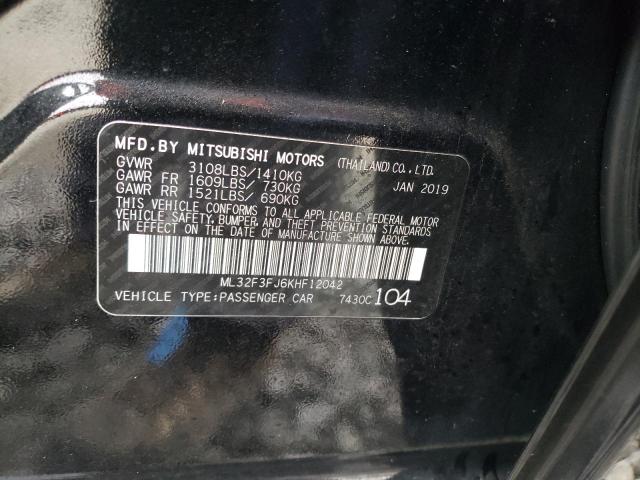 MFD.BY MITSUBISHI MOTORS (THAILAND) CO., LTD.
GVWR 3108LBS/1410KG JAN 2019
GAWR FR 1609LBS/ 730KG
GAWR RR 1521LBS/ 690KG
THIS VEHICLE CONFORMS TO ALL APPLICABLE FEDERAL MOTOR
VEHICLE SAFETY, BUMPER, AND THEFT PREVENTION STANDARDS
IN EFFECT ON THE DATE OF MANUFACTURE SHOWN ABOVE.
ML32F3FJ6KHF12042
VEHICLE TYPE:PASSENGER CAR 7430C 104